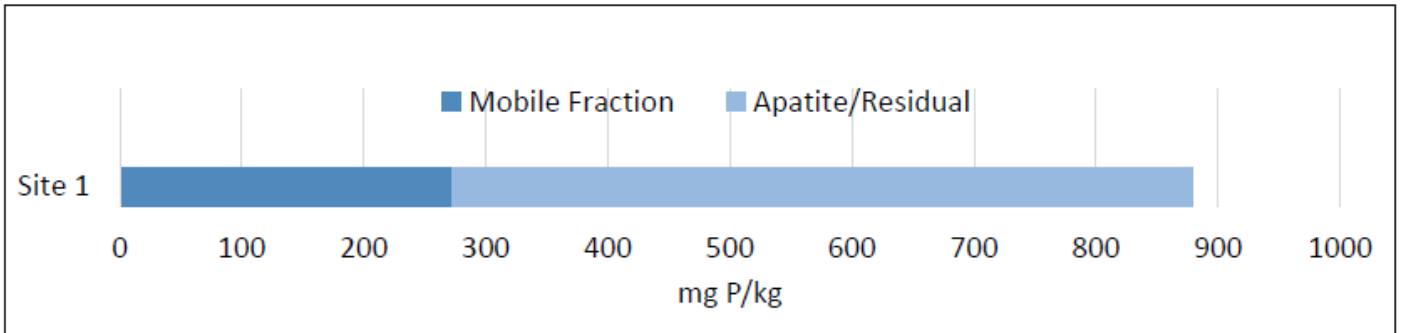 Mobile Fraction Apatite/Residual
Site 1
0 100 200 300 400 500 600 700 800 900 1000
mg P/kg